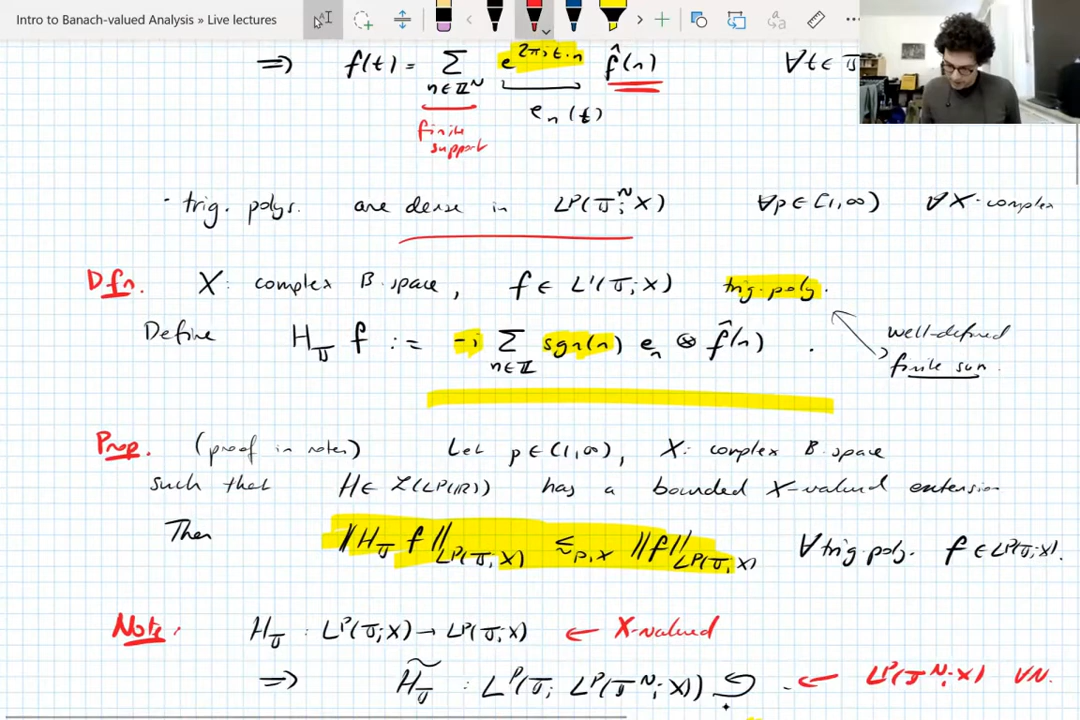 Intro to Banach-valued Analysis » Live lectures
⇒ f(t) = Σ_{n∈ℤ^N} e^{2πit·n} f̂(n) ∀t∈𝕋
finite support
e_n(t)
· trig. polys. are dense in L^p(𝕋^N; X) ∀p∈[1,∞) ∀X-complex
Dfn. X: complex B. space, f ∈ L^1(𝕋; X) trig. poly.
Define H_𝕋 f := -i Σ_{n∈ℤ} sgn(n) e_n ⊗ f̂(n).
well-defined
finite sum.
Prop. (proof in notes) Let p∈(1,∞), X: complex B. space
such that H∈ℒ(L^p(ℝ)) has a bounded X-valued extension
Then ‖H_𝕋 f‖_{L^p(𝕋;X)} ≲_{p,X} ‖f‖_{L^p(𝕋;X)} ∀trig. poly. f∈L^p(𝕋;X).
Note: H_𝕋 : L^p(𝕋;X) → L^p(𝕋;X) ← X-valued
⇒ H̃_𝕋 : L^p(𝕋; L^p(𝕋^N; X)) ⟲ ← L^p(𝕋^N; X) ∀N.